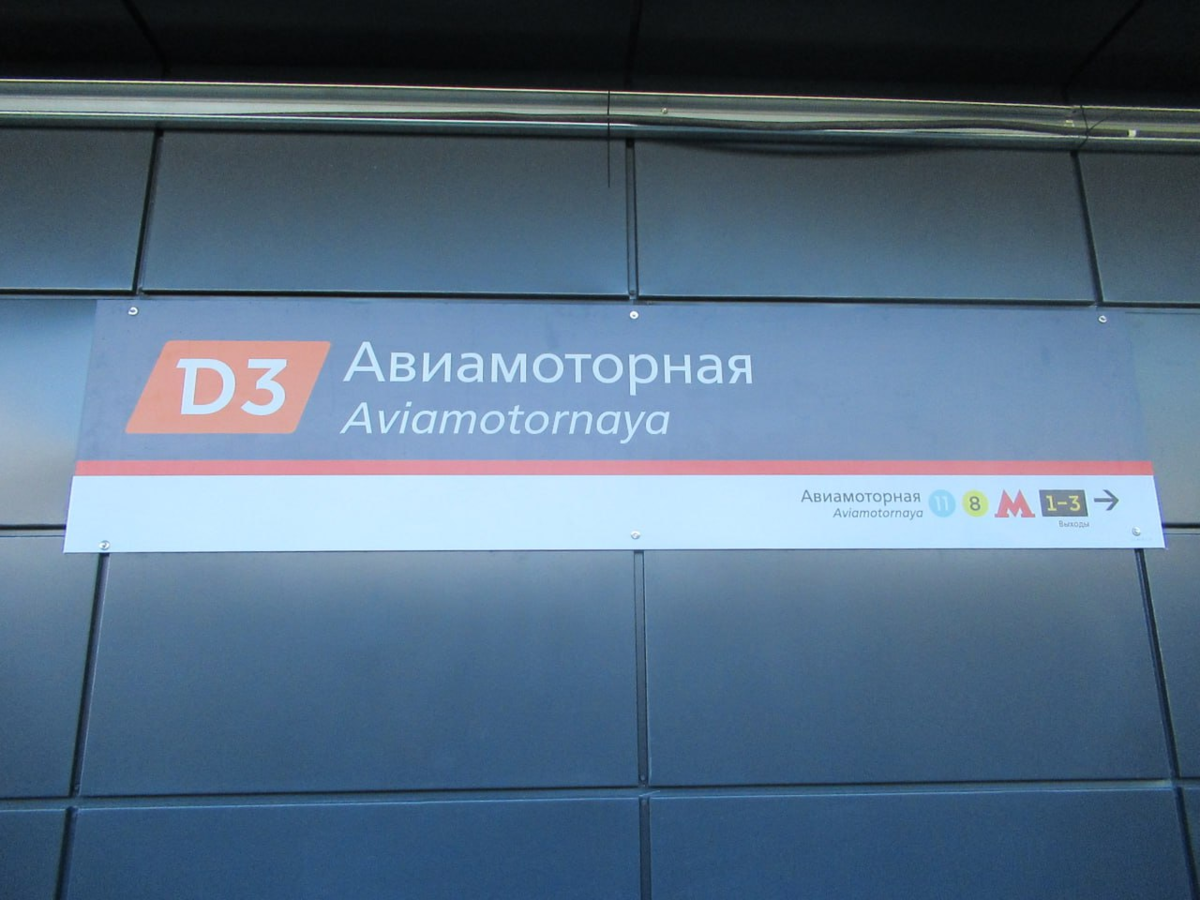 D3 Авиамоторная
Aviamotornaya
Авиамоторная 11 8 М 1-3 →
Aviamotornaya
Выходы